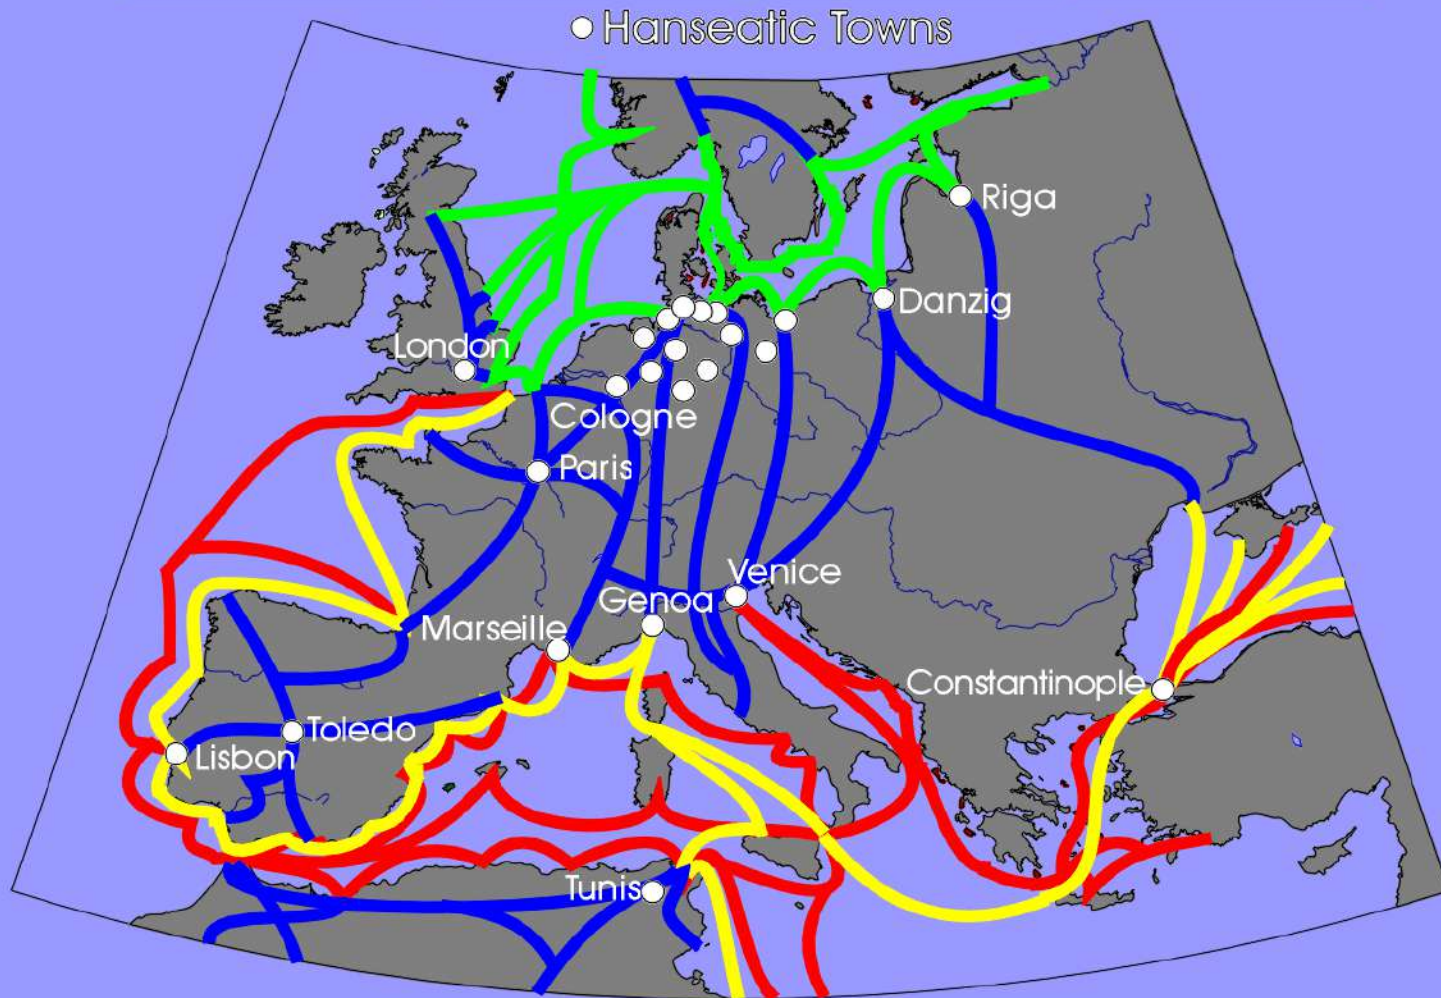 Hanseatic Towns
Riga
Danzig
London
Cologne
Paris
Venice
Genoa
Marseille
Constantinople
Toledo
Lisbon
Tunis